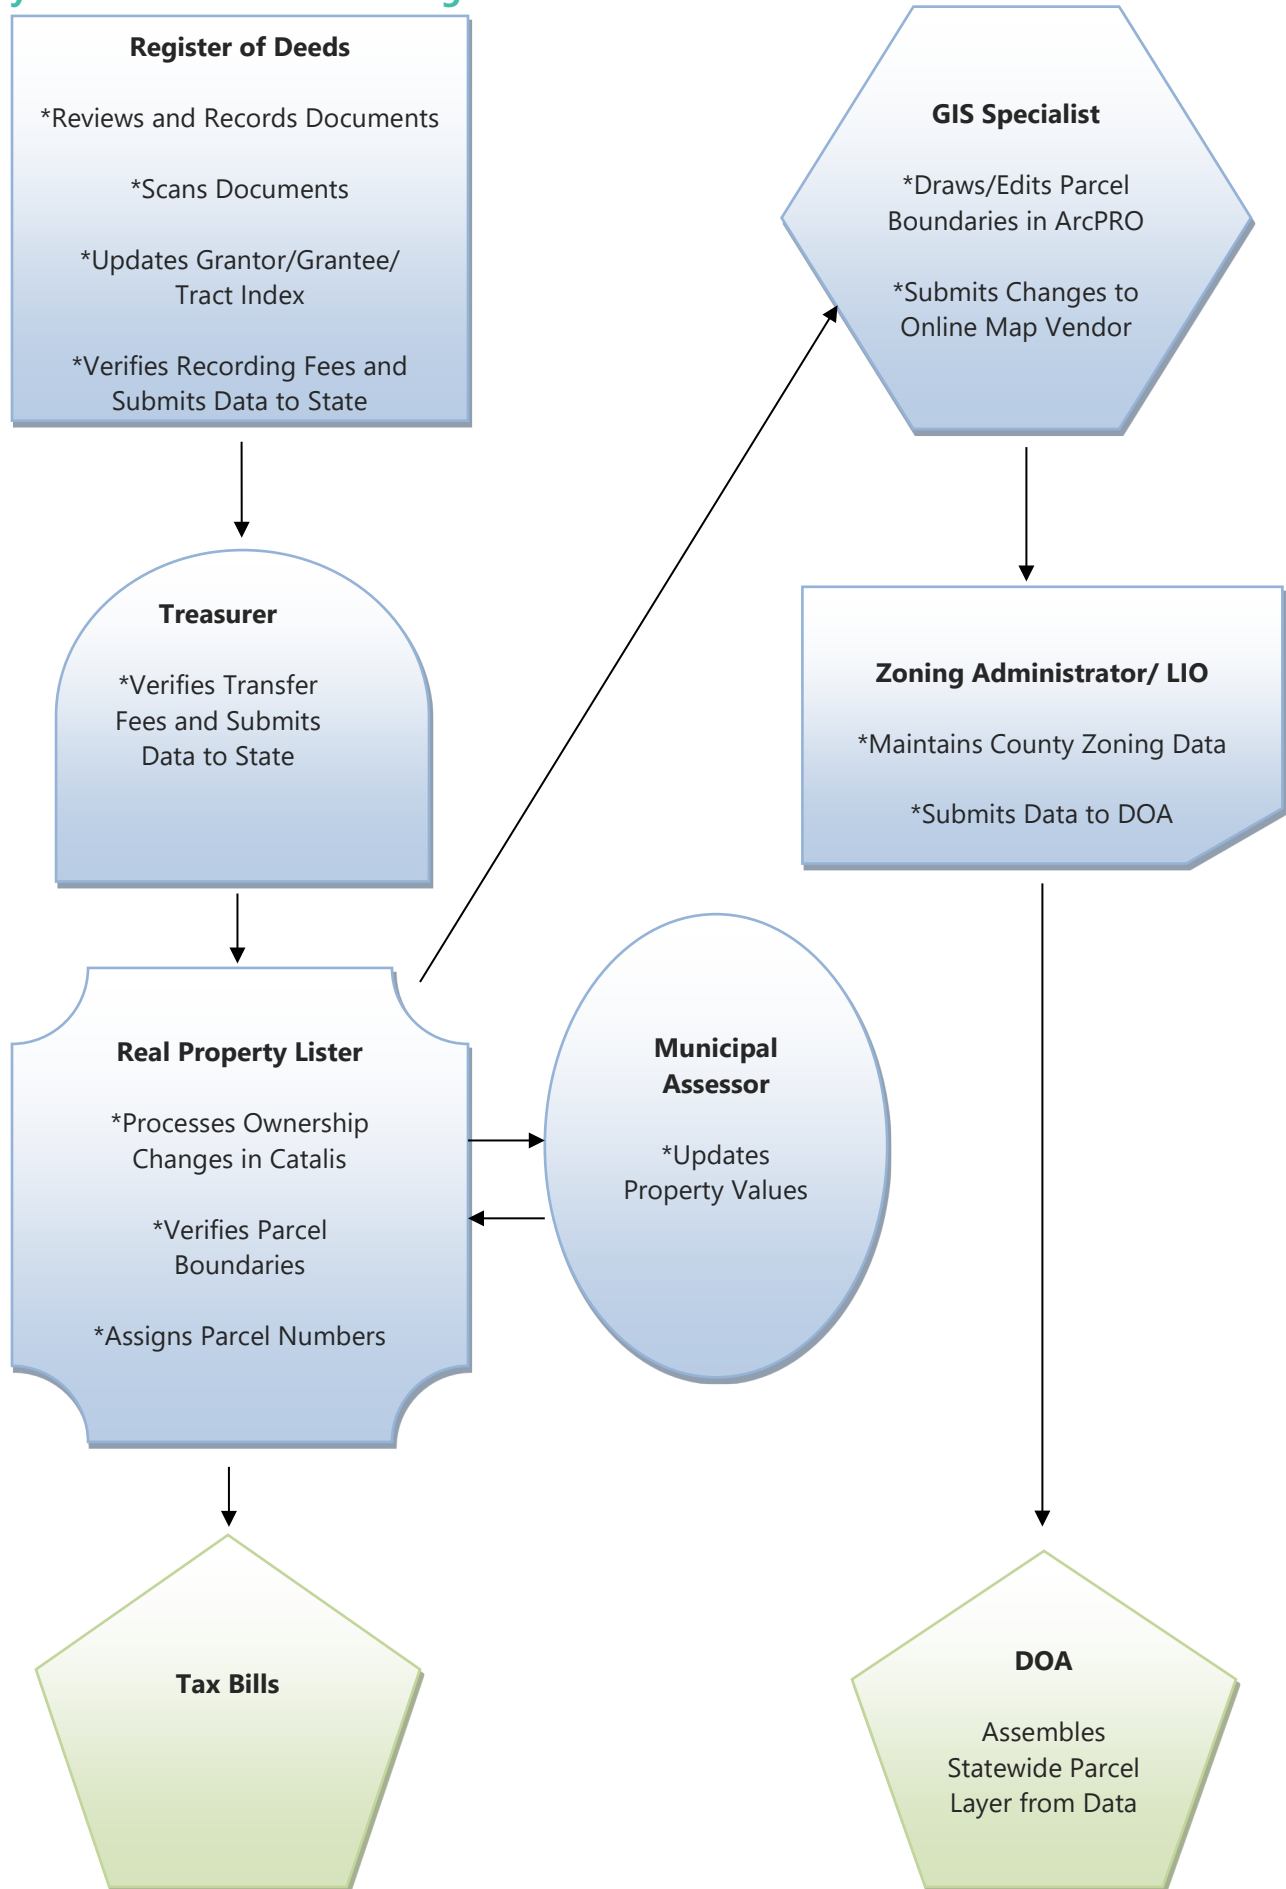 Register of Deeds
*Reviews and Records Documents
*Scans Documents
*Updates Grantor/Grantee/
Tract Index
*Verifies Recording Fees and
Submits Data to State
Treasurer
*Verifies Transfer
Fees and Submits
Data to State
Real Property Lister
*Processes Ownership
Changes in Catalis
*Verifies Parcel
Boundaries
*Assigns Parcel Numbers
Municipal
Assessor
*Updates
Property Values
Tax Bills
GIS Specialist
*Draws/Edits Parcel
Boundaries in ArcPRO
*Submits Changes to
Online Map Vendor
Zoning Administrator/ LIO
*Maintains County Zoning Data
*Submits Data to DOA
DOA
Assembles
Statewide Parcel
Layer from Data